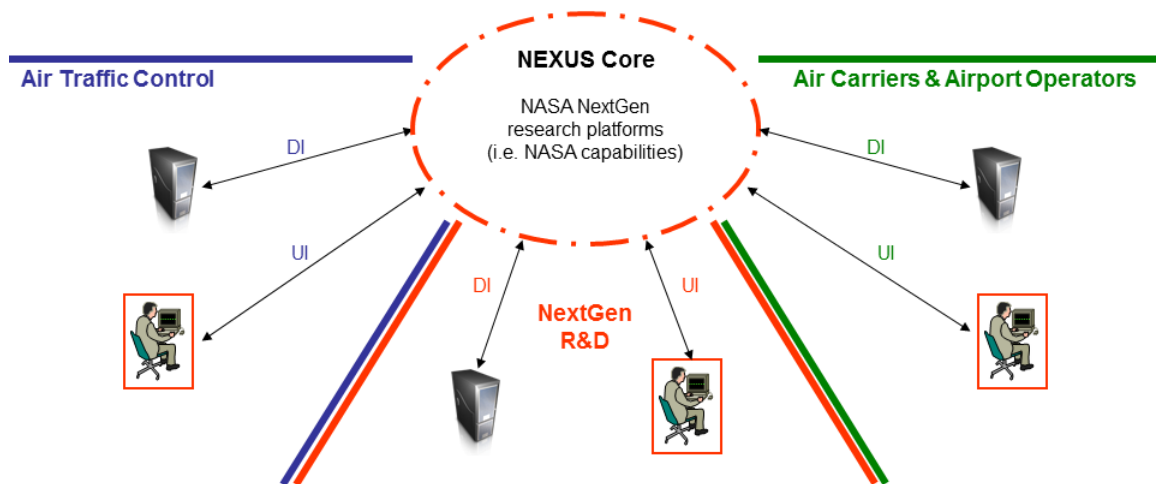 NEXUS Core
Air Traffic Control
Air Carriers & Airport Operators
NASA NextGen
research platforms
(i.e. NASA capabilities)
DI
DI
UI
UI
DI
UI
NextGen
R&D